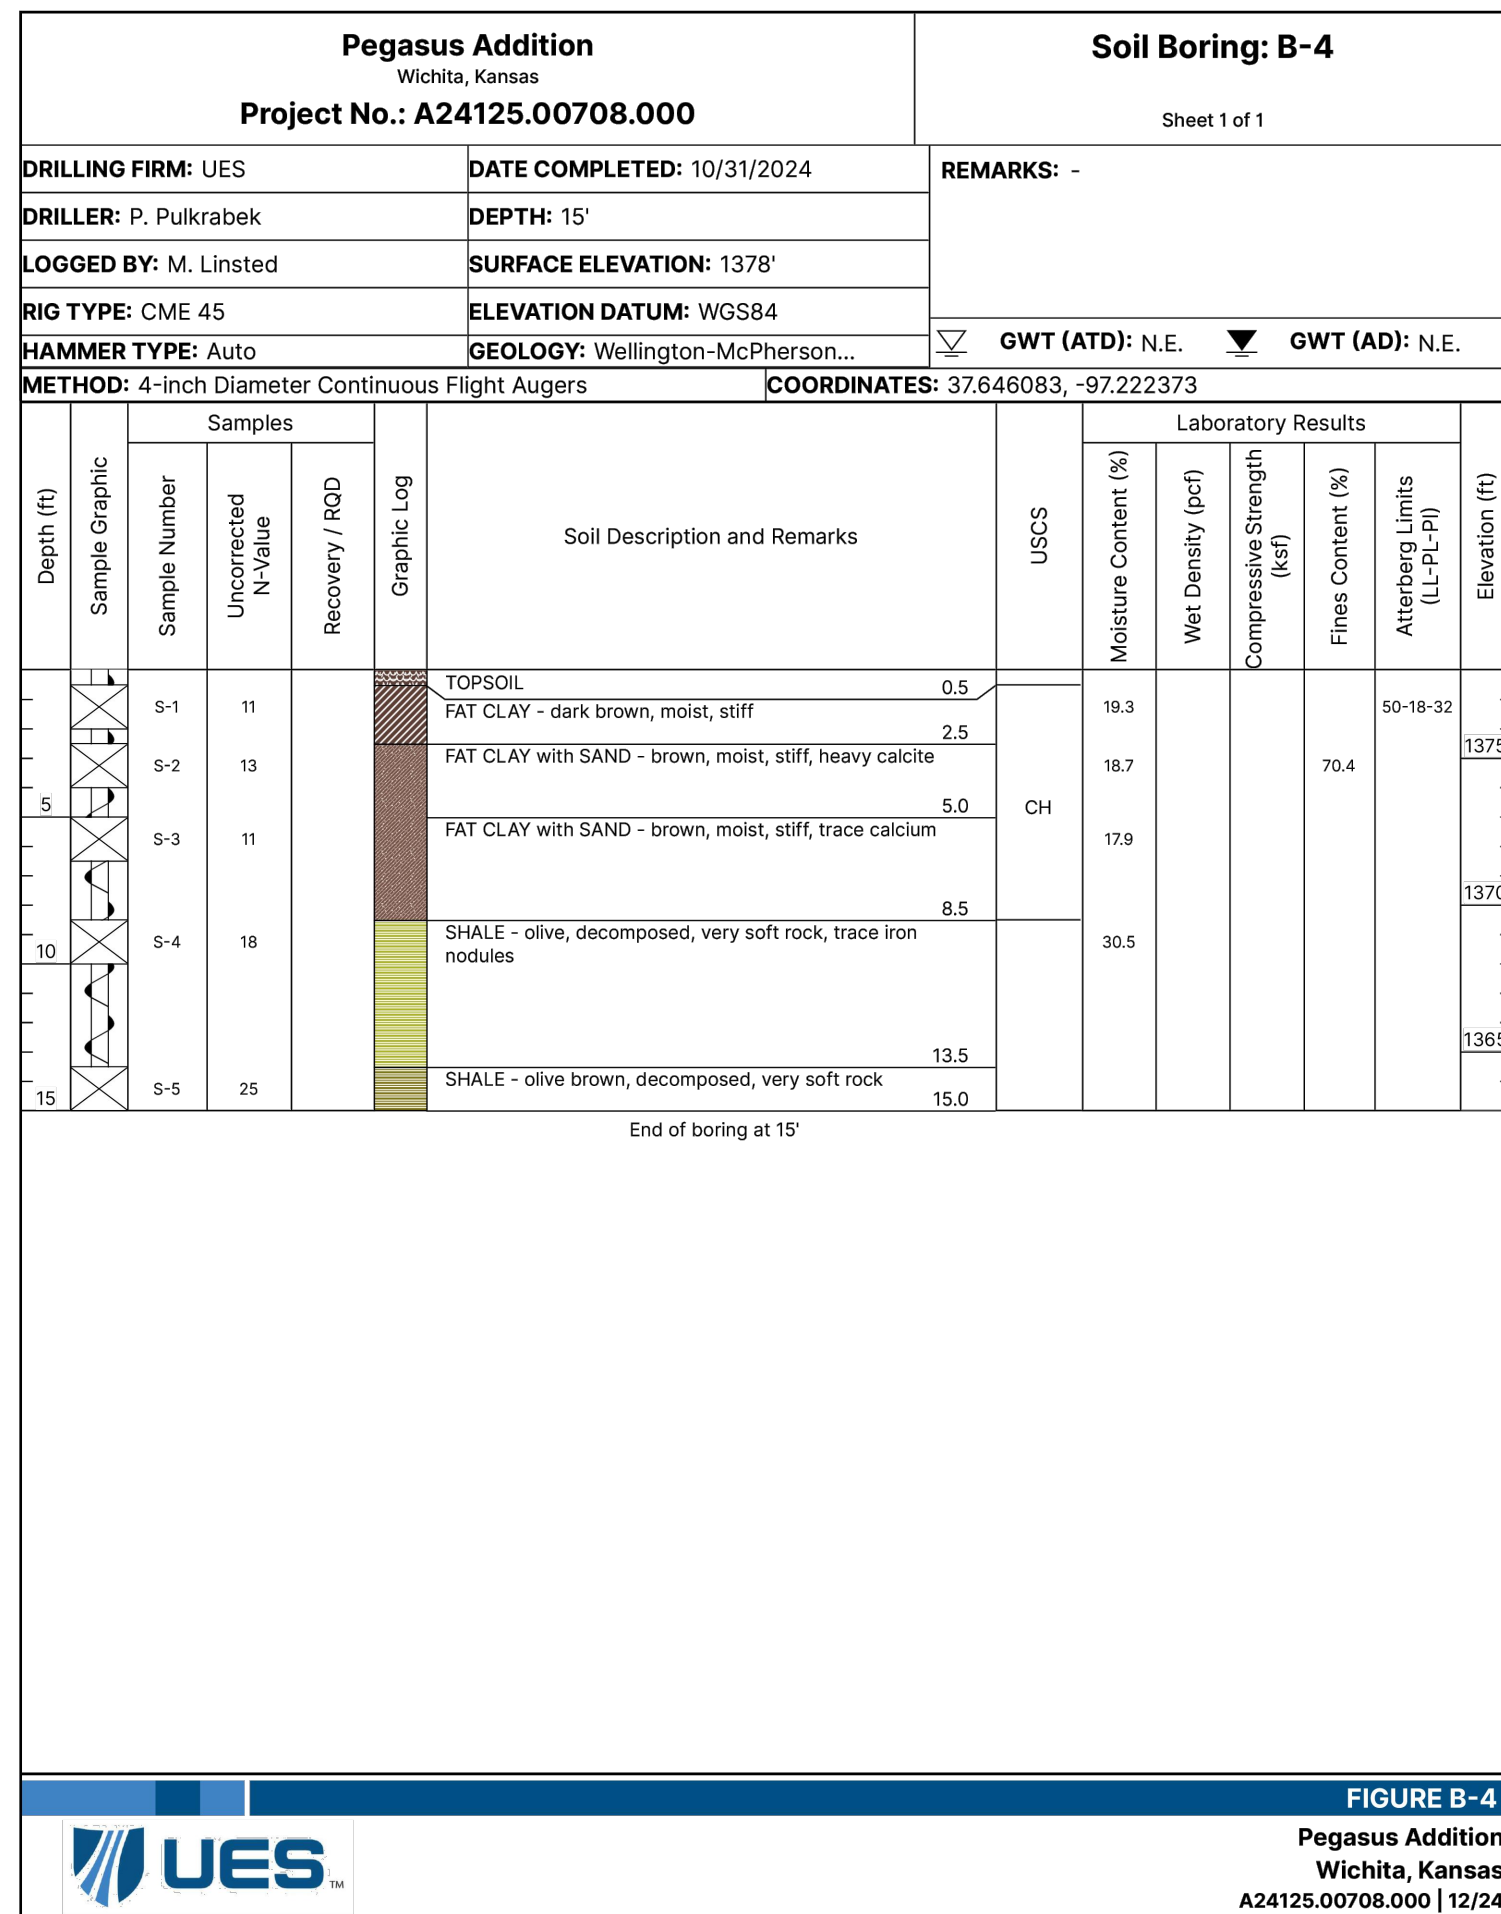 Pegasus Addition
Wichita, Kansas
Project No.: A24125.00708.000
Soil Boring: B-4
Sheet 1 of 1
DRILLING FIRM: UES
DATE COMPLETED: 10/31/2024
REMARKS: -
DRILLER: P. Pulkrabek
DEPTH: 15'
LOGGED BY: M. Linsted
SURFACE ELEVATION: 1378'
RIG TYPE: CME 45
ELEVATION DATUM: WGS84
HAMMER TYPE: Auto
GEOLOGY: Wellington-McPherson...
GWT (ATD): N.E.
GWT (AD): N.E.
METHOD: 4-inch Diameter Continuous Flight Augers
COORDINATES: 37.646083, -97.222373
Depth (ft)
Sample Graphic
Samples
Sample Number
Uncorrected
N-Value
Recovery / RQD
Graphic Log
Soil Description and Remarks
USCS
Laboratory Results
Moisture Content (%)
Wet Density (pcf)
Compressive Strength
(ksf)
Fines Content (%)
Atterberg Limits
(LL-PL-PI)
Elevation (ft)
TOPSOIL 0.5
S-1 11 FAT CLAY - dark brown, moist, stiff 19.3 50-18-32
2.5
1375
S-2 13 FAT CLAY with SAND - brown, moist, stiff, heavy calcite 18.7 70.4
5 5.0 CH
S-3 11 FAT CLAY with SAND - brown, moist, stiff, trace calcium 17.9
1370
8.5
10 S-4 18 SHALE - olive, decomposed, very soft rock, trace iron 30.5
nodules
1365
13.5
S-5 25 SHALE - olive brown, decomposed, very soft rock
15 15.0
End of boring at 15'
FIGURE B-4
UES TM
Pegasus Addition
Wichita, Kansas
A24125.00708.000 | 12/24